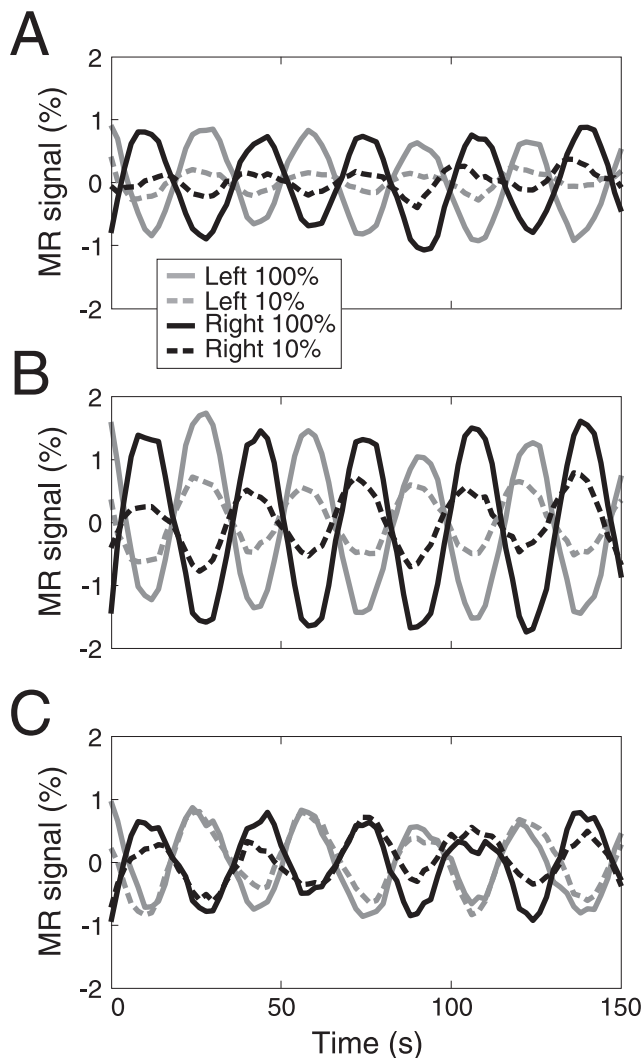 A
MR signal (%)
2
1
0
-1
-2
Left 100%
Left 10%
Right 100%
Right 10%
B
MR signal (%)
2
1
0
-1
-2
C
MR signal (%)
2
1
0
-1
-2
0 50 100 150
Time (s)